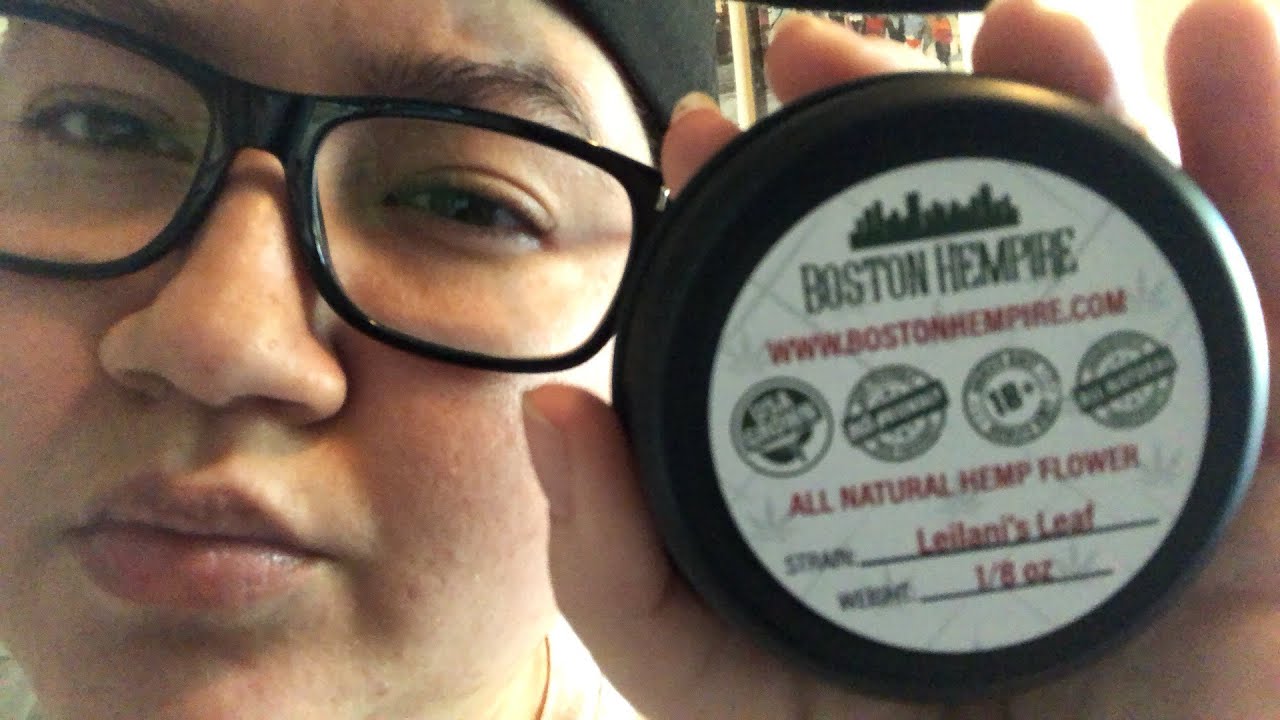 BOSTON HEMPIRE
WWW.BOSTONHEMPIRE.COM
18+
ALL NATURAL HEMP FLOWER
STRAIN: Leilani's Leaf
WEIGHT: 1/8 oz